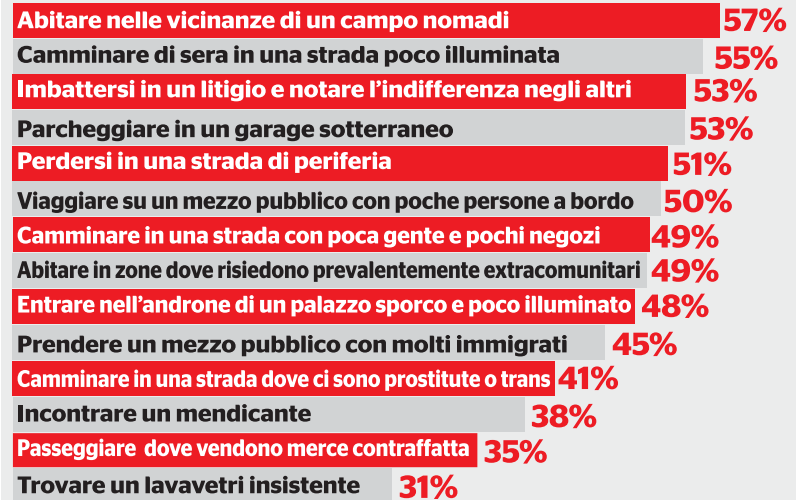 Abitare nelle vicinanze di un campo nomadi 57%
Camminare di sera in una strada poco illuminata 55%
Imbattersi in un litigio e notare l'indifferenza negli altri 53%
Parcheggiare in un garage sotterraneo 53%
Perdersi in una strada di periferia 51%
Viaggiare su un mezzo pubblico con poche persone a bordo 50%
Camminare in una strada con poca gente e pochi negozi 49%
Abitare in zone dove risiedono prevalentemente extracomunitari 49%
Entrare nell'androne di un palazzo sporco e poco illuminato 48%
Prendere un mezzo pubblico con molti immigrati 45%
Camminare in una strada dove ci sono prostitute o trans 41%
Incontrare un mendicante 38%
Passeggiare dove vendono merce contraffatta 35%
Trovare un lavavetri insistente 31%